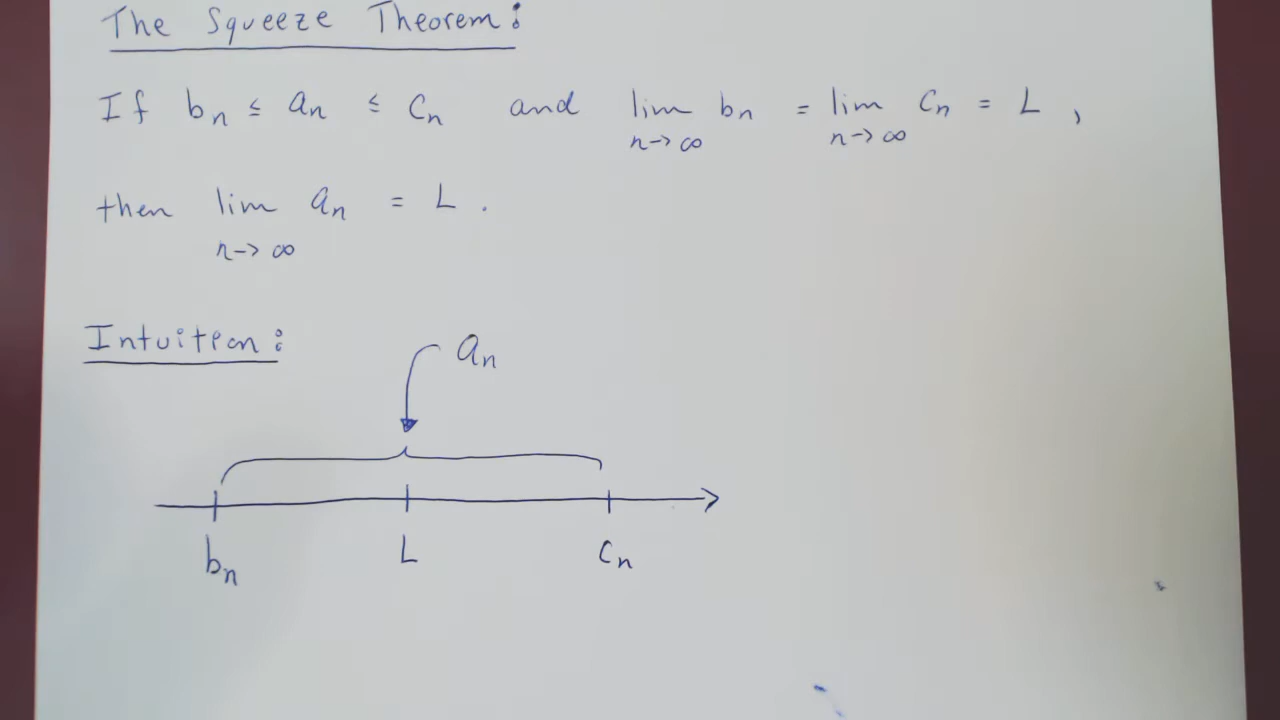 The Squeeze Theorem:
If bn ≤ an ≤ cn and lim bn = lim cn = L ,
n→∞ n→∞
then lim an = L .
n→∞
Intuition:
an
bn L cn